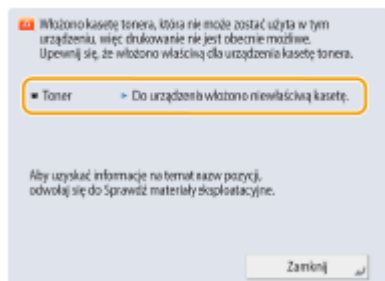 Włożono kasetę tonera, która nie może zostać użyta w tym
urządzeniu, więc drukowanie nie jest obecnie możliwe.
Upewnij się, że włożono właściwą dla urządzenia kasetę tonera.
Toner ▸ Do urządzenia włożono niewłaściwą kasetę.
Aby uzyskać informacje na temat nazw pozycji,
odwołaj się do Sprawdź materiały eksploatacyjne.
Zamknij